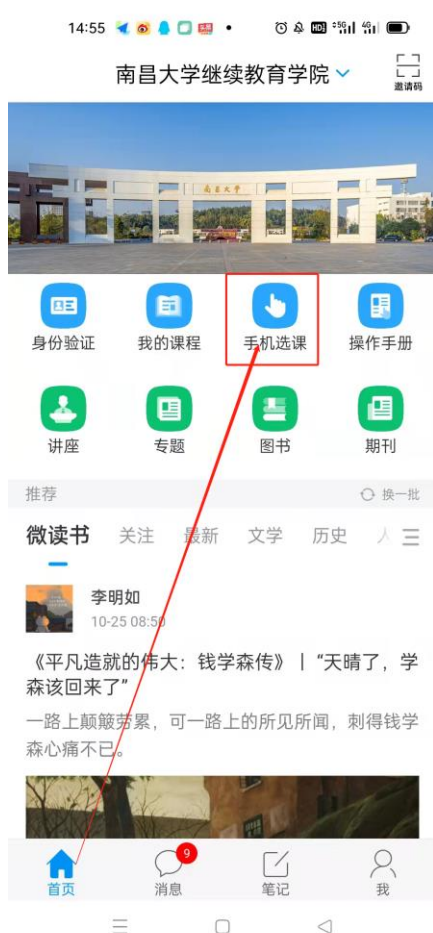 14:55
HD 5G 4G
南昌大学继续教育学院
邀请码
南昌大学
身份验证 我的课程 手机选课 操作手册
讲座 专题 图书 期刊
推荐 换一批
微读书 关注 最新 文学 历史
李明如
10-25 08:50
《平凡造就的伟大：钱学森传》丨“天晴了，学
森该回来了”
一路上颠簸劳累，可一路上的所见所闻，刺得钱学
森心痛不已。
9
首页 消息 笔记 我